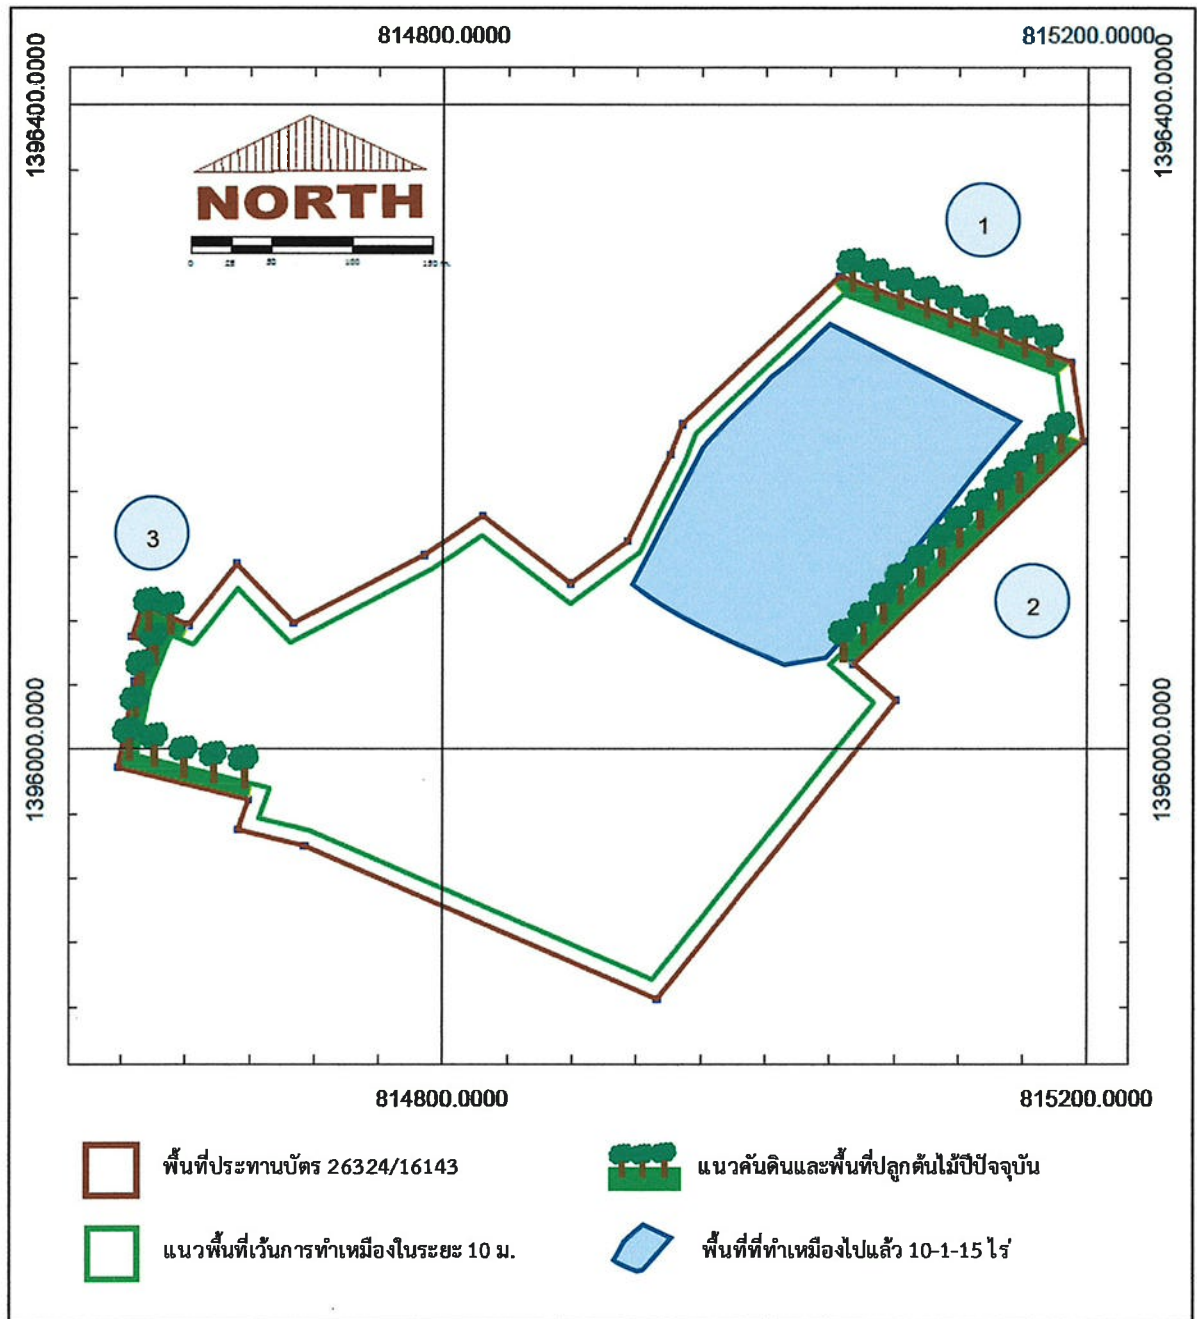 814800.0000
815200.0000
1396400.0000
1396400.0000
NORTH
0 25 50 100 150 ม.
1
3
2
1396000.0000
1396000.0000
814800.0000
815200.0000
พื้นที่ประทานบัตร 26324/16143
แนวคันดินและพื้นที่ปลูกต้นไม้ปีปัจจุบัน
แนวพื้นที่เว้นการทำเหมืองในระยะ 10 ม.
พื้นที่ที่ทำเหมืองไปแล้ว 10-1-15 ไร่